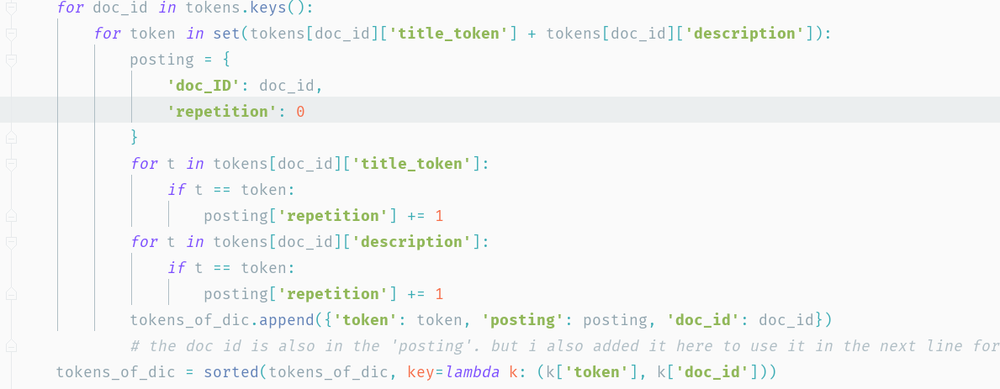 for doc_id in tokens.keys():
for token in set(tokens[doc_id]['title_token'] + tokens[doc_id]['description']):
posting = {
'doc_ID': doc_id,
'repetition': 0
}
for t in tokens[doc_id]['title_token']:
if t == token:
posting['repetition'] += 1
for t in tokens[doc_id]['description']:
if t == token:
posting['repetition'] += 1
tokens_of_dic.append({'token': token, 'posting': posting, 'doc_id': doc_id})
# the doc id is also in the 'posting'. but i also added it here to use it in the next line for
tokens_of_dic = sorted(tokens_of_dic, key=lambda k: (k['token'], k['doc_id']))